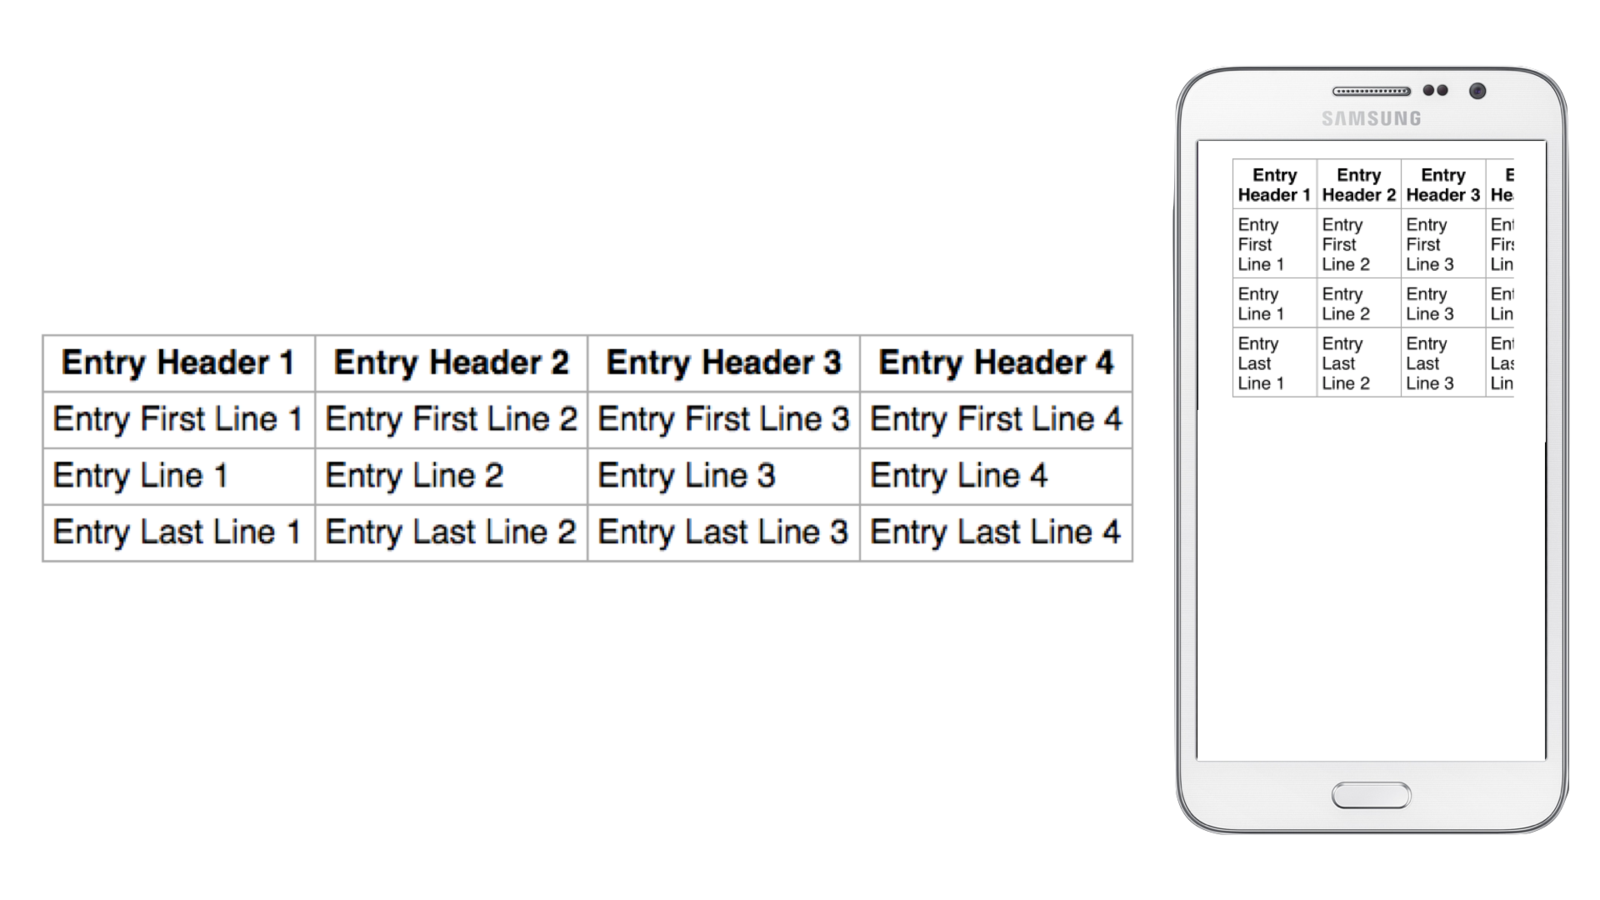 Entry Header 1 Entry Header 2 Entry Header 3 Entry Header 4
Entry First Line 1 Entry First Line 2 Entry First Line 3 Entry First Line 4
Entry Line 1 Entry Line 2 Entry Line 3 Entry Line 4
Entry Last Line 1 Entry Last Line 2 Entry Last Line 3 Entry Last Line 4
SAMSUNG
Entry Entry Entry E
Header 1 Header 2 Header 3 He
Entry Entry Entry Ent
First First First Firs
Line 1 Line 2 Line 3 Lin
Entry Entry Entry Ent
Line 1 Line 2 Line 3 Lin
Entry Entry Entry Ent
Last Last Last Las
Line 1 Line 2 Line 3 Lin